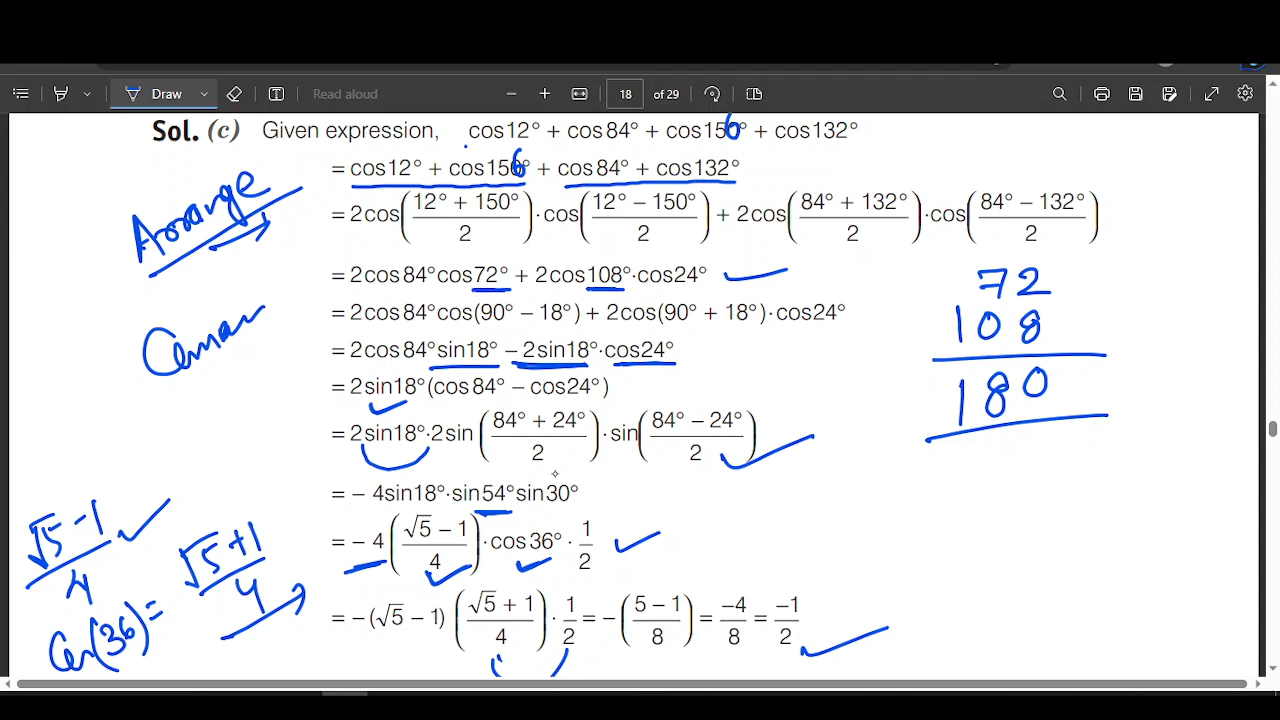 Draw Read aloud 18 of 29
Sol. (c) Given expression, cos12° + cos84° + cos156° + cos132°
= cos12° + cos156° + cos84° + cos132°
Arrange
= 2cos((12° + 150°)/2)·cos((12° − 150°)/2) + 2cos((84° + 132°)/2)·cos((84° − 132°)/2)
= 2cos84°cos72° + 2cos108°·cos24°
72
108
180
= 2cos84°cos(90° − 18°) + 2cos(90° + 18°)·cos24°
= 2cos84°sin18° − 2sin18°·cos24°
= 2sin18°(cos84° − cos24°)
= 2sin18°·2sin((84° + 24°)/2)·sin((84° − 24°)/2)
= − 4sin18°·sin54°sin30°
= − 4((√5 − 1)/4)·cos36°·1/2
= −(√5 − 1)((√5 + 1)/4)·1/2 = −((5 − 1)/8) = −4/8 = −1/2
(√5−1)/4
Cos(36)= (√5+1)/4